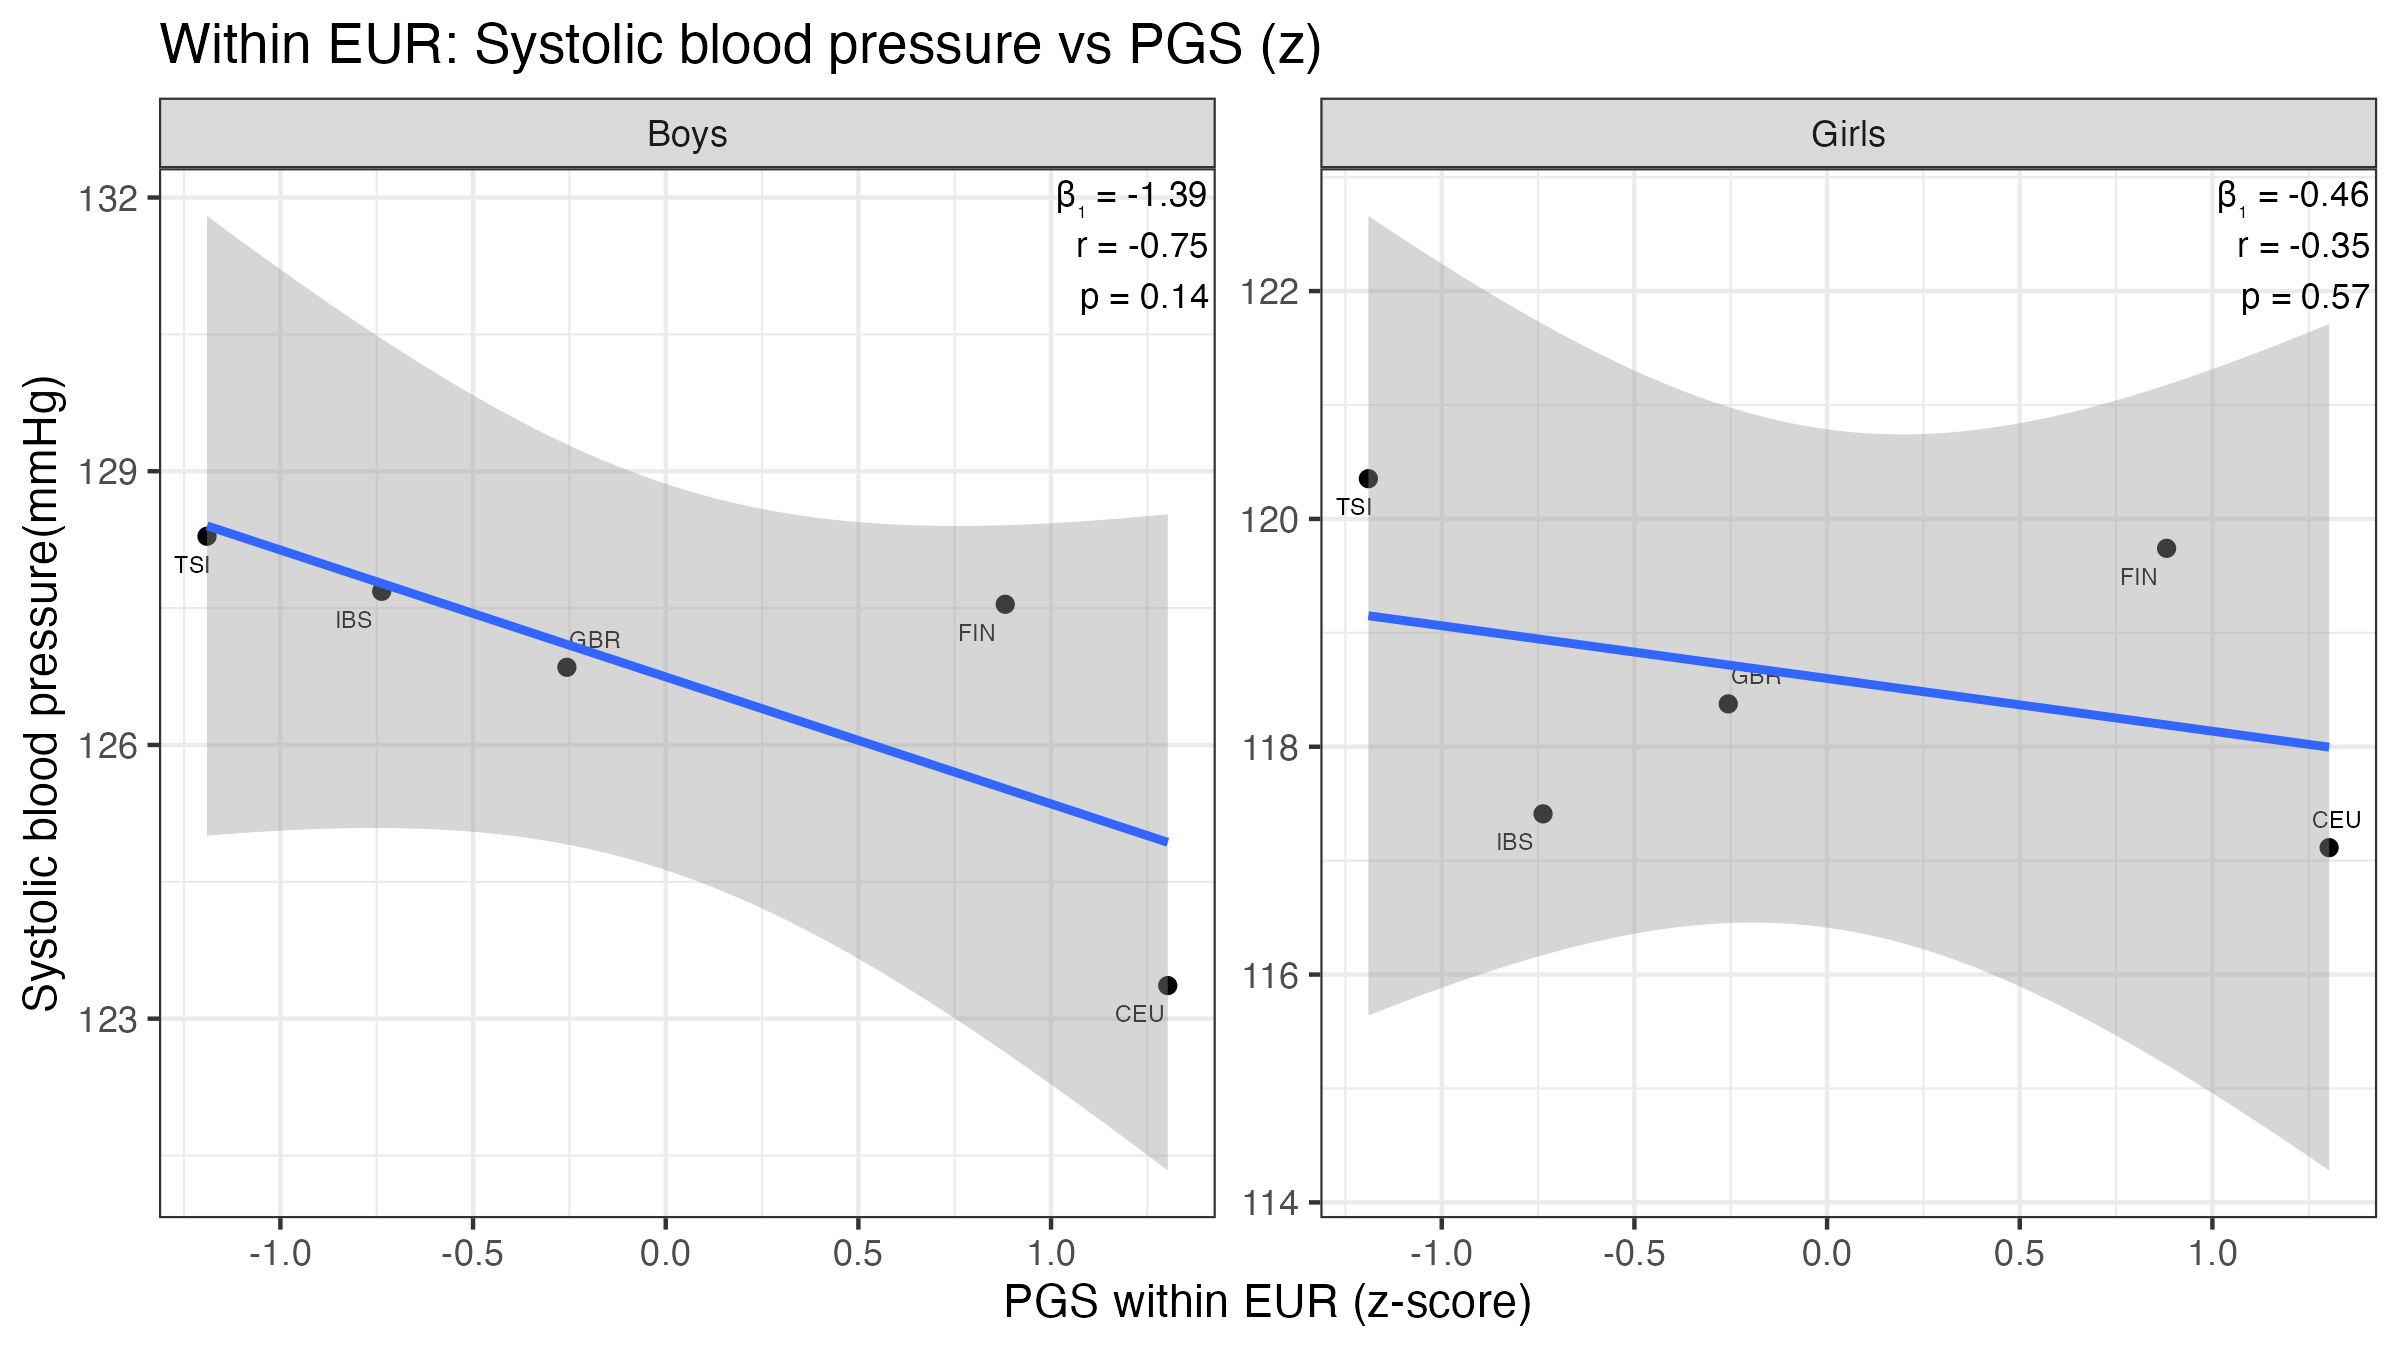 Within EUR: Systolic blood pressure vs PGS (z)
Boys
Girls
Systolic blood pressure(mmHg)
132
129
126
123
β₁ = -1.39
r = -0.75
p = 0.14
TSI
IBS
GBR
FIN
CEU
-1.0
-0.5
0.0
0.5
1.0
122
120
118
116
114
β₁ = -0.46
r = -0.35
p = 0.57
TSI
FIN
GBR
IBS
CEU
-1.0
-0.5
0.0
0.5
1.0
PGS within EUR (z-score)